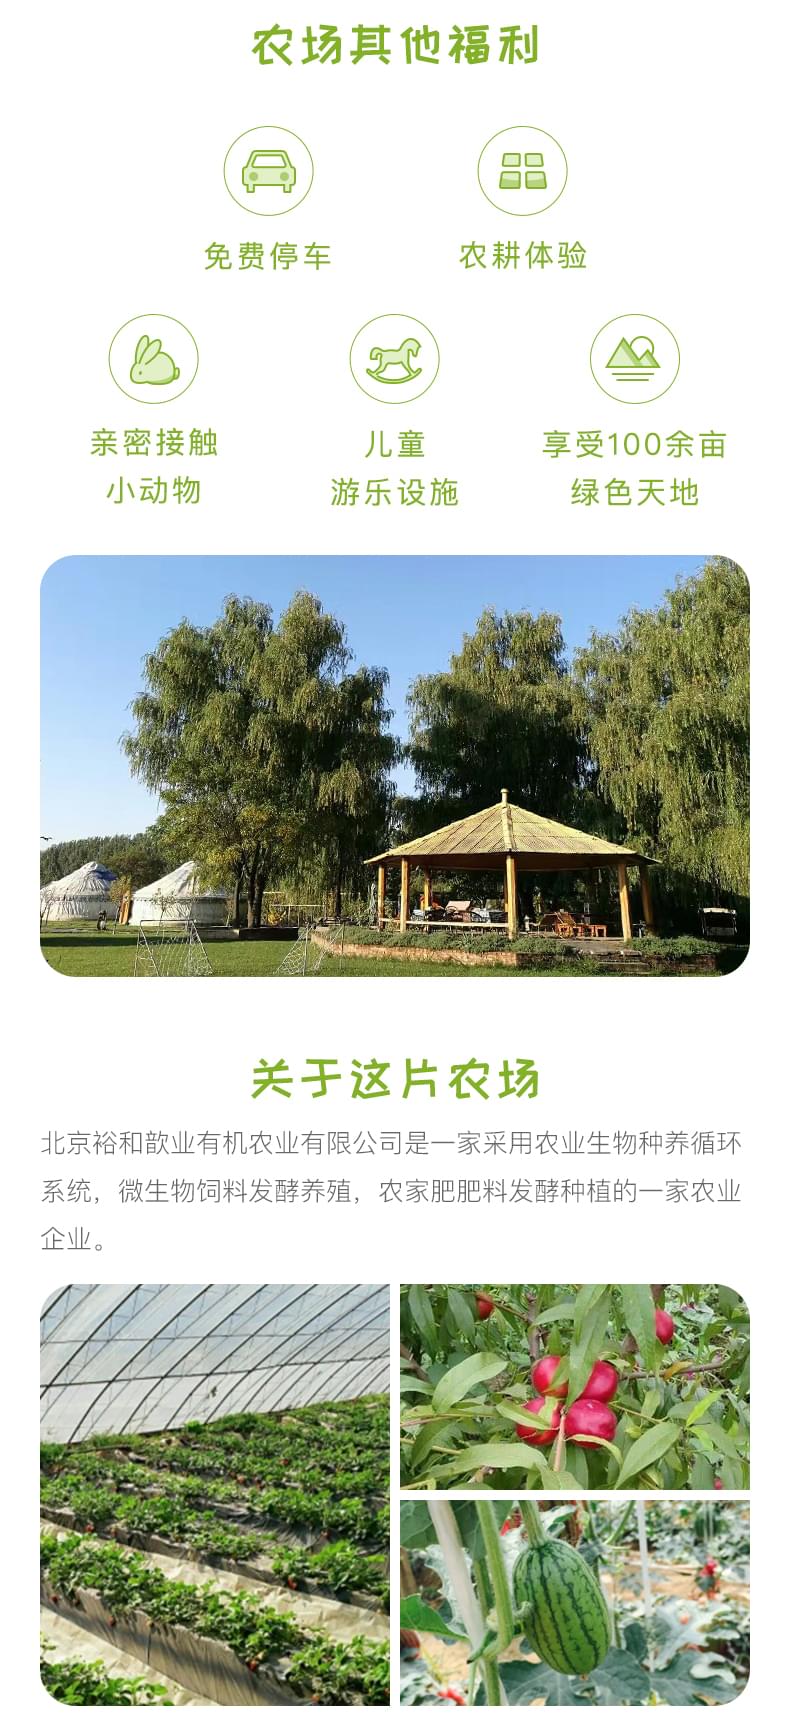 农场其他福利
免费停车
农耕体验
亲密接触
小动物
儿童
游乐设施
享受100余亩
绿色天地
关于这片农场
北京裕和歆业有机农业有限公司是一家采用农业生物种养循环
系统，微生物饲料发酵养殖，农家肥肥料发酵种植的一家农业
企业。